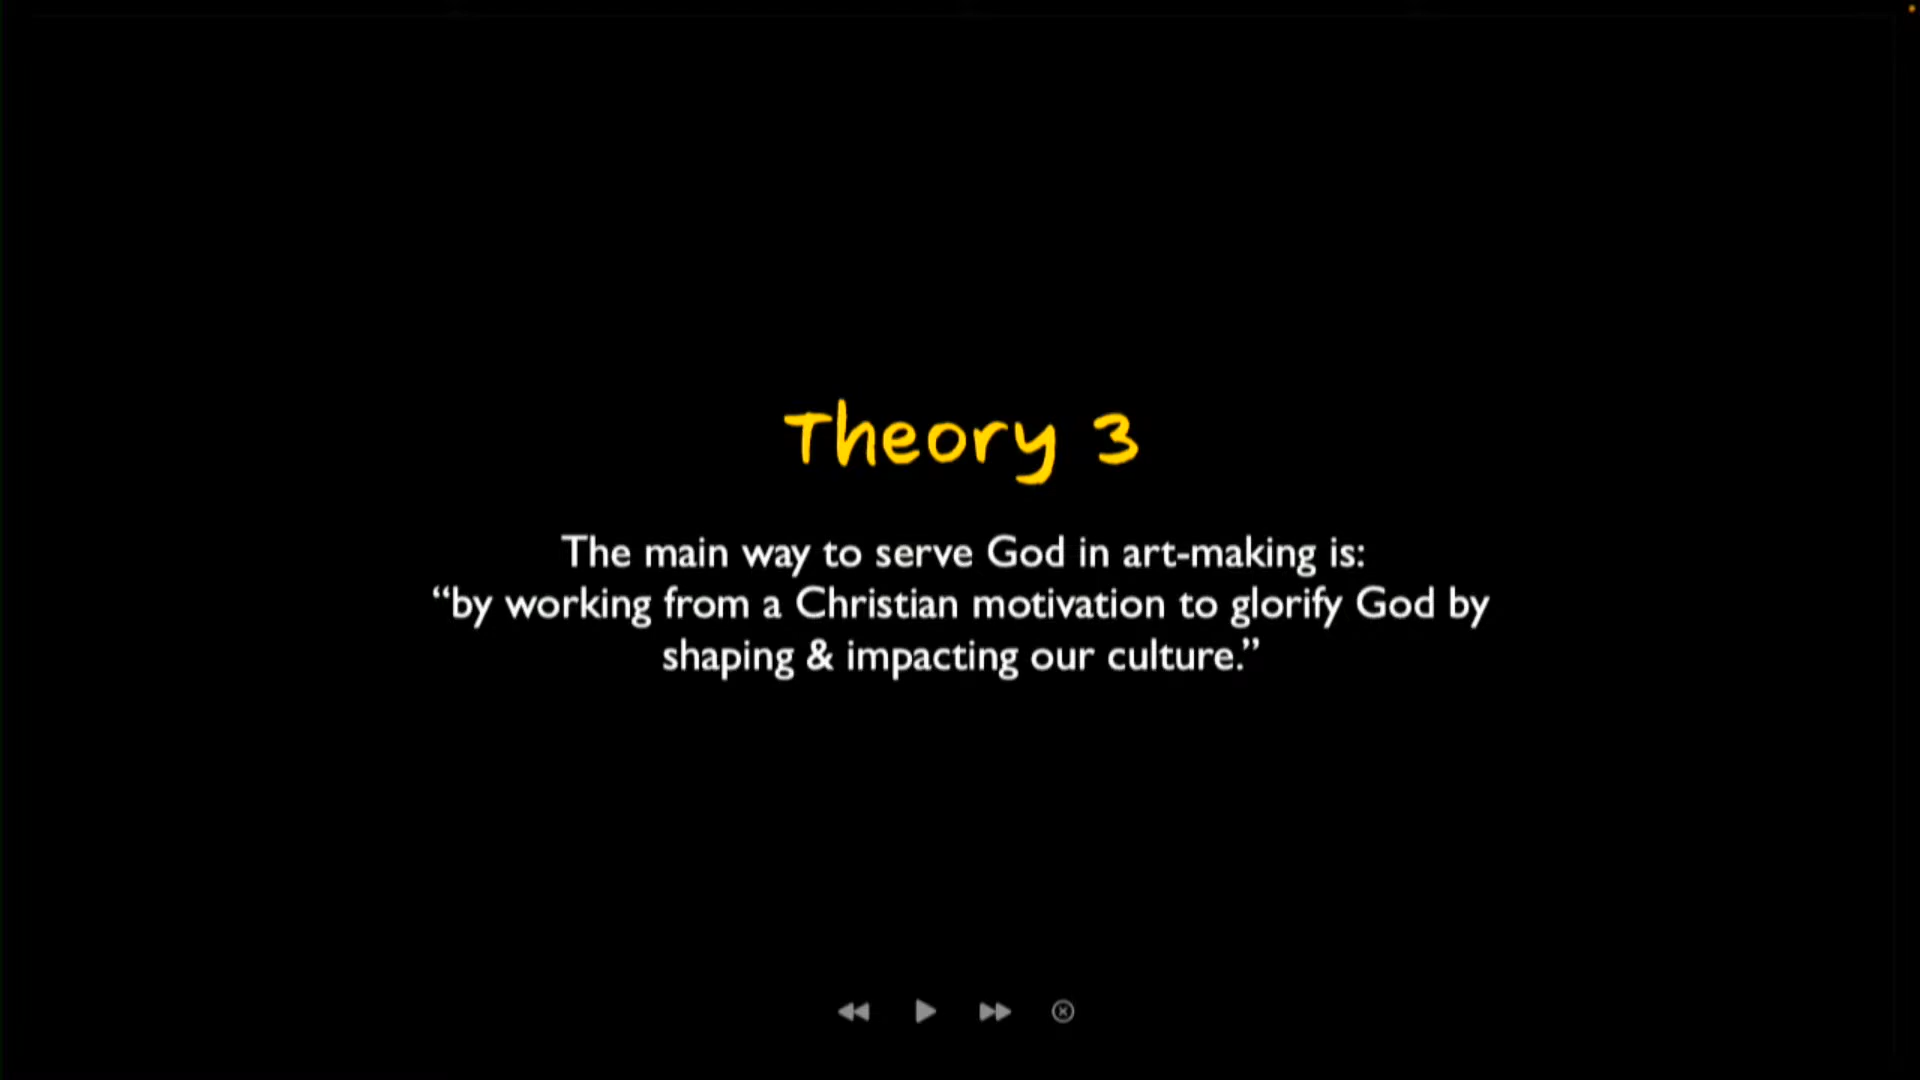 Theory 3
The main way to serve God in art-making is:
“by working from a Christian motivation to glorify God by
shaping & impacting our culture.”